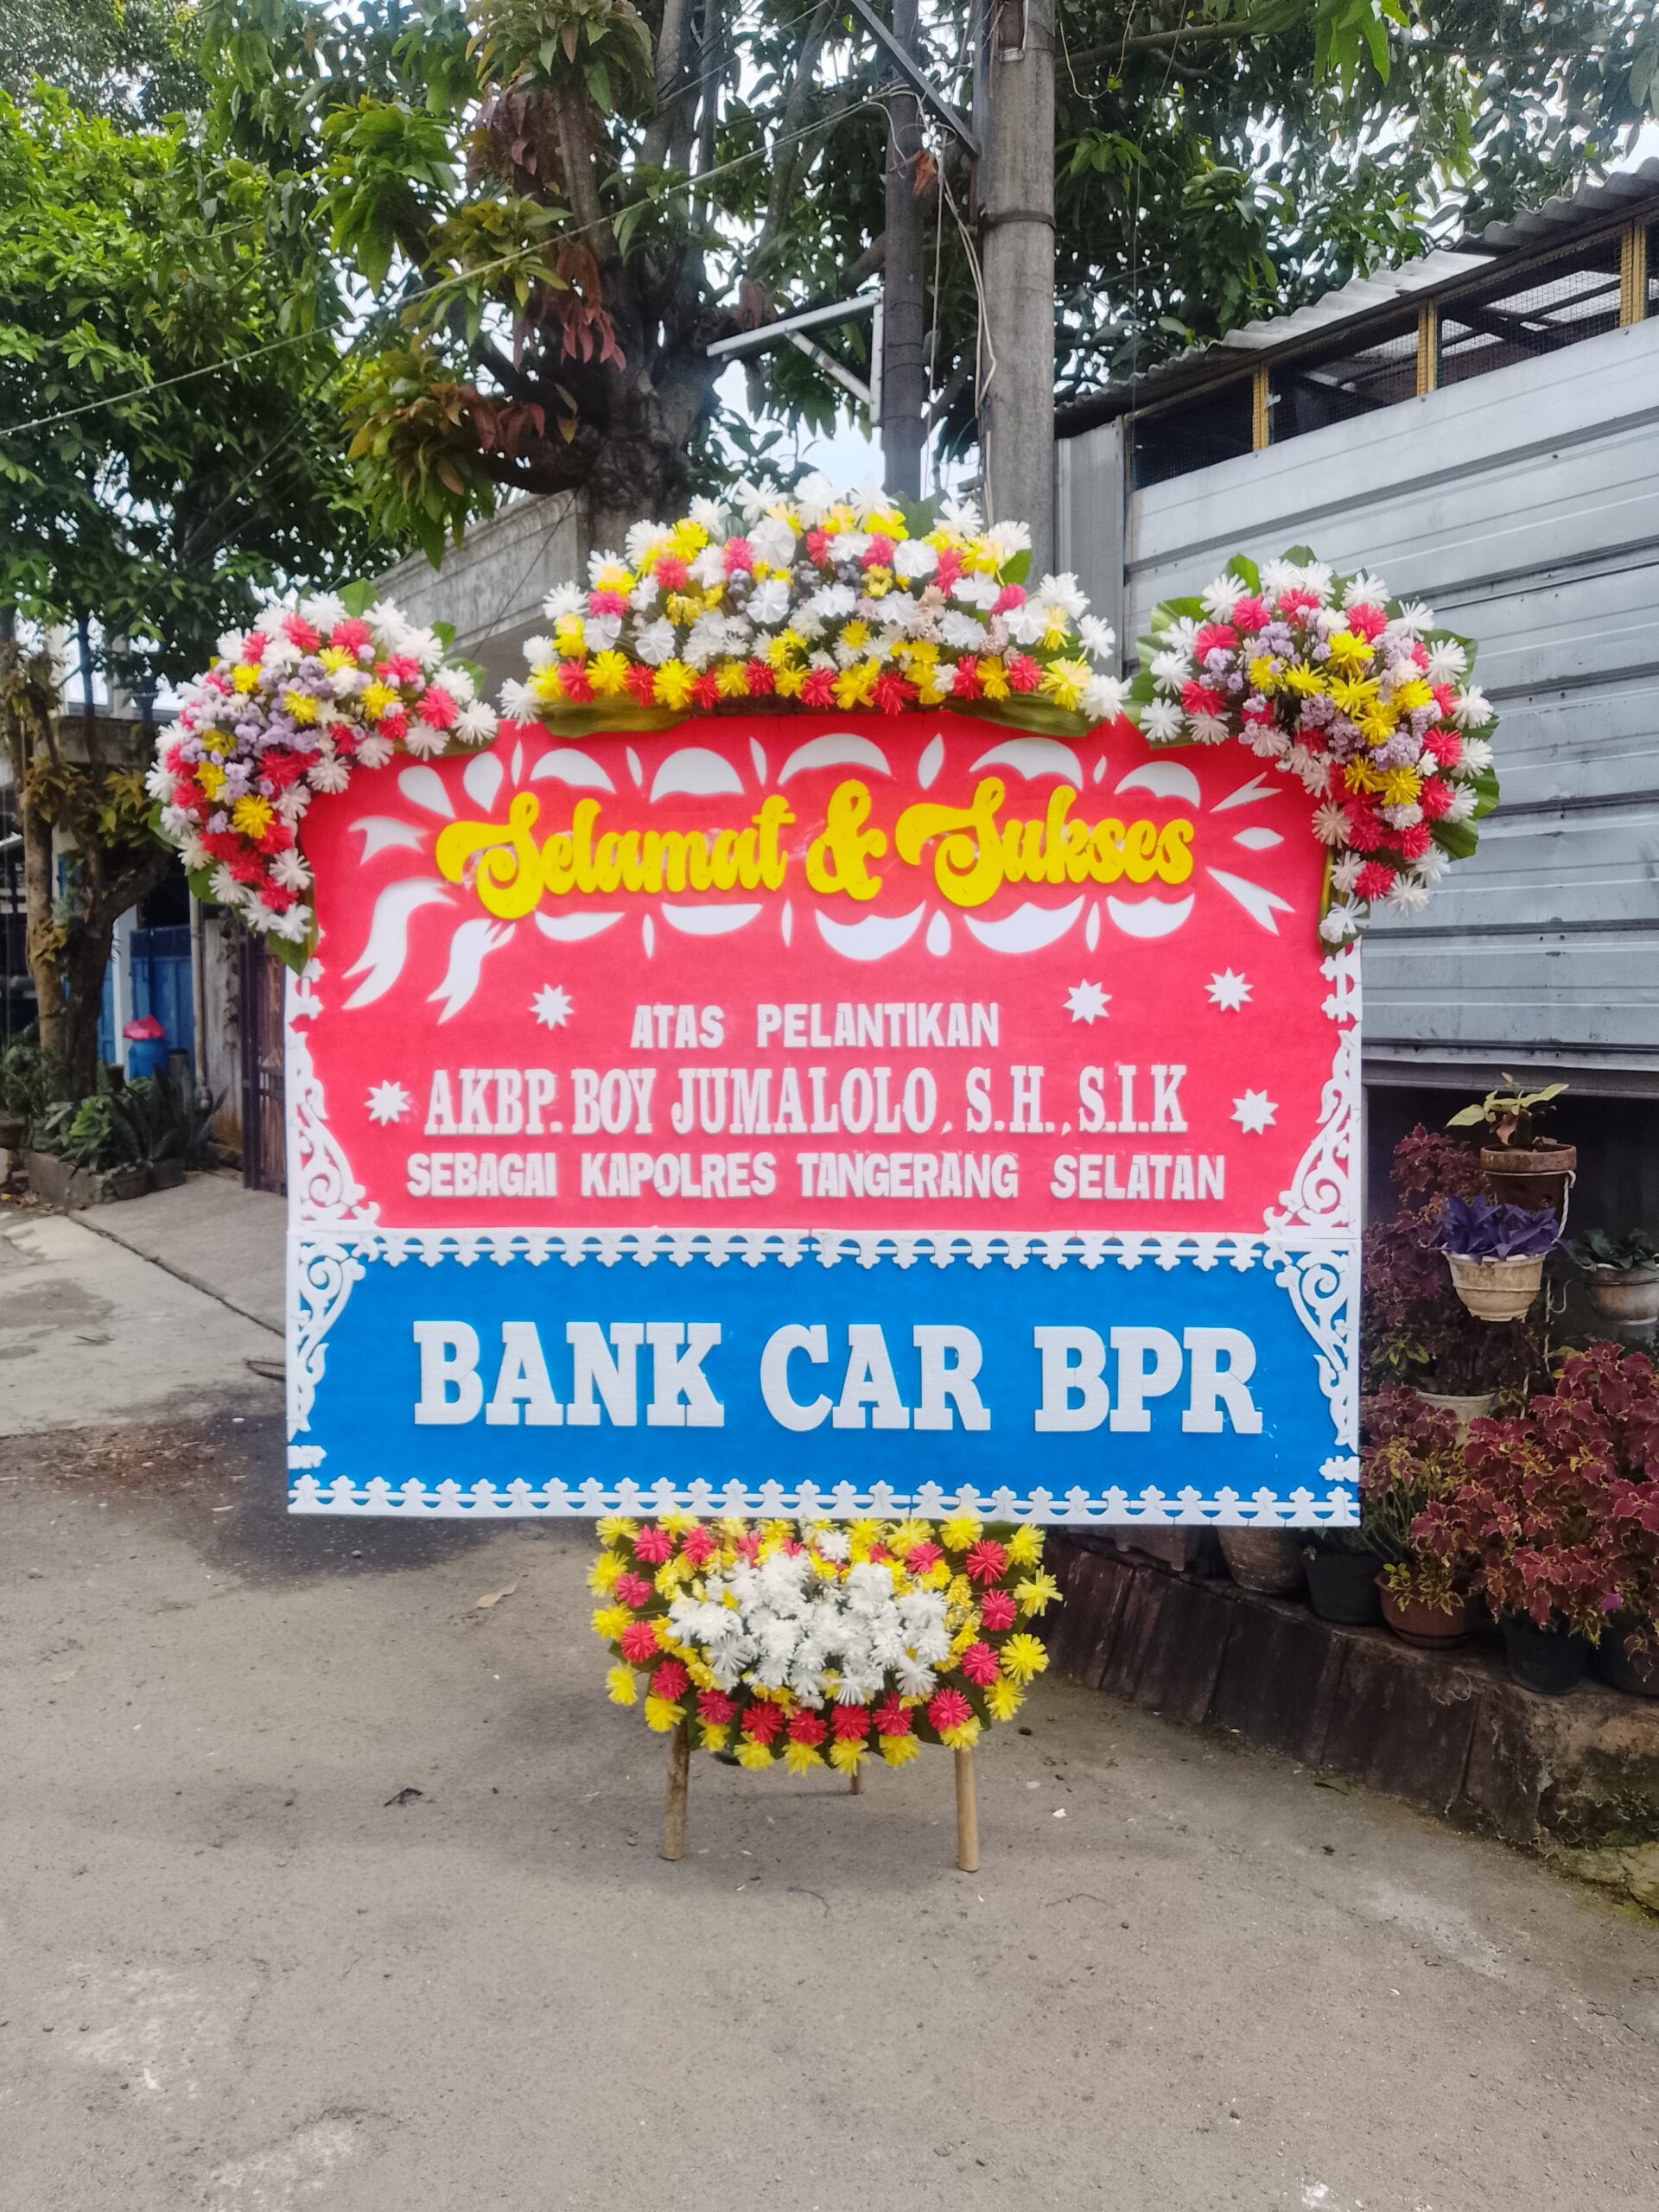 Selamat & Sukses
ATAS PELANTIKAN
AKBP. BOY JUMALOLO, S.H., S.I.K
SEBAGAI KAPOLRES TANGERANG SELATAN
BANK CAR BPR